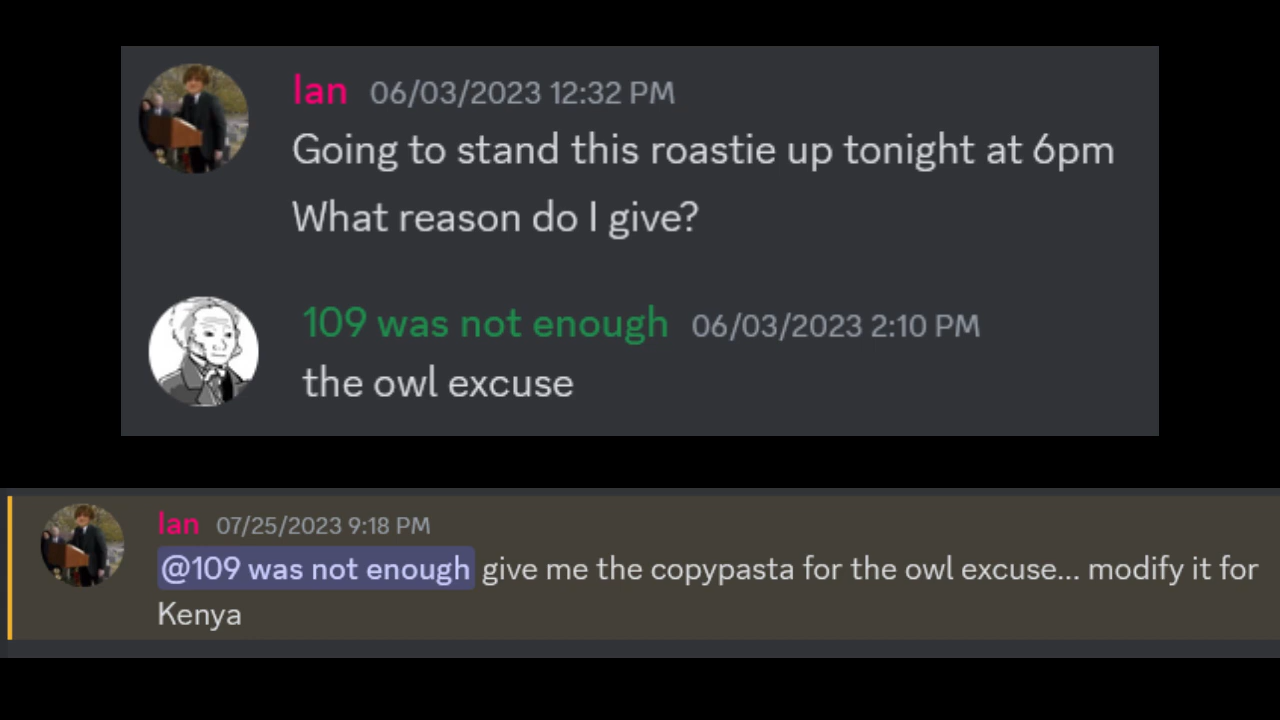 Ian 06/03/2023 12:32 PM
Going to stand this roastie up tonight at 6pm
What reason do I give?
109 was not enough 06/03/2023 2:10 PM
the owl excuse
Ian 07/25/2023 9:18 PM
@109 was not enough give me the copypasta for the owl excuse... modify it for
Kenya